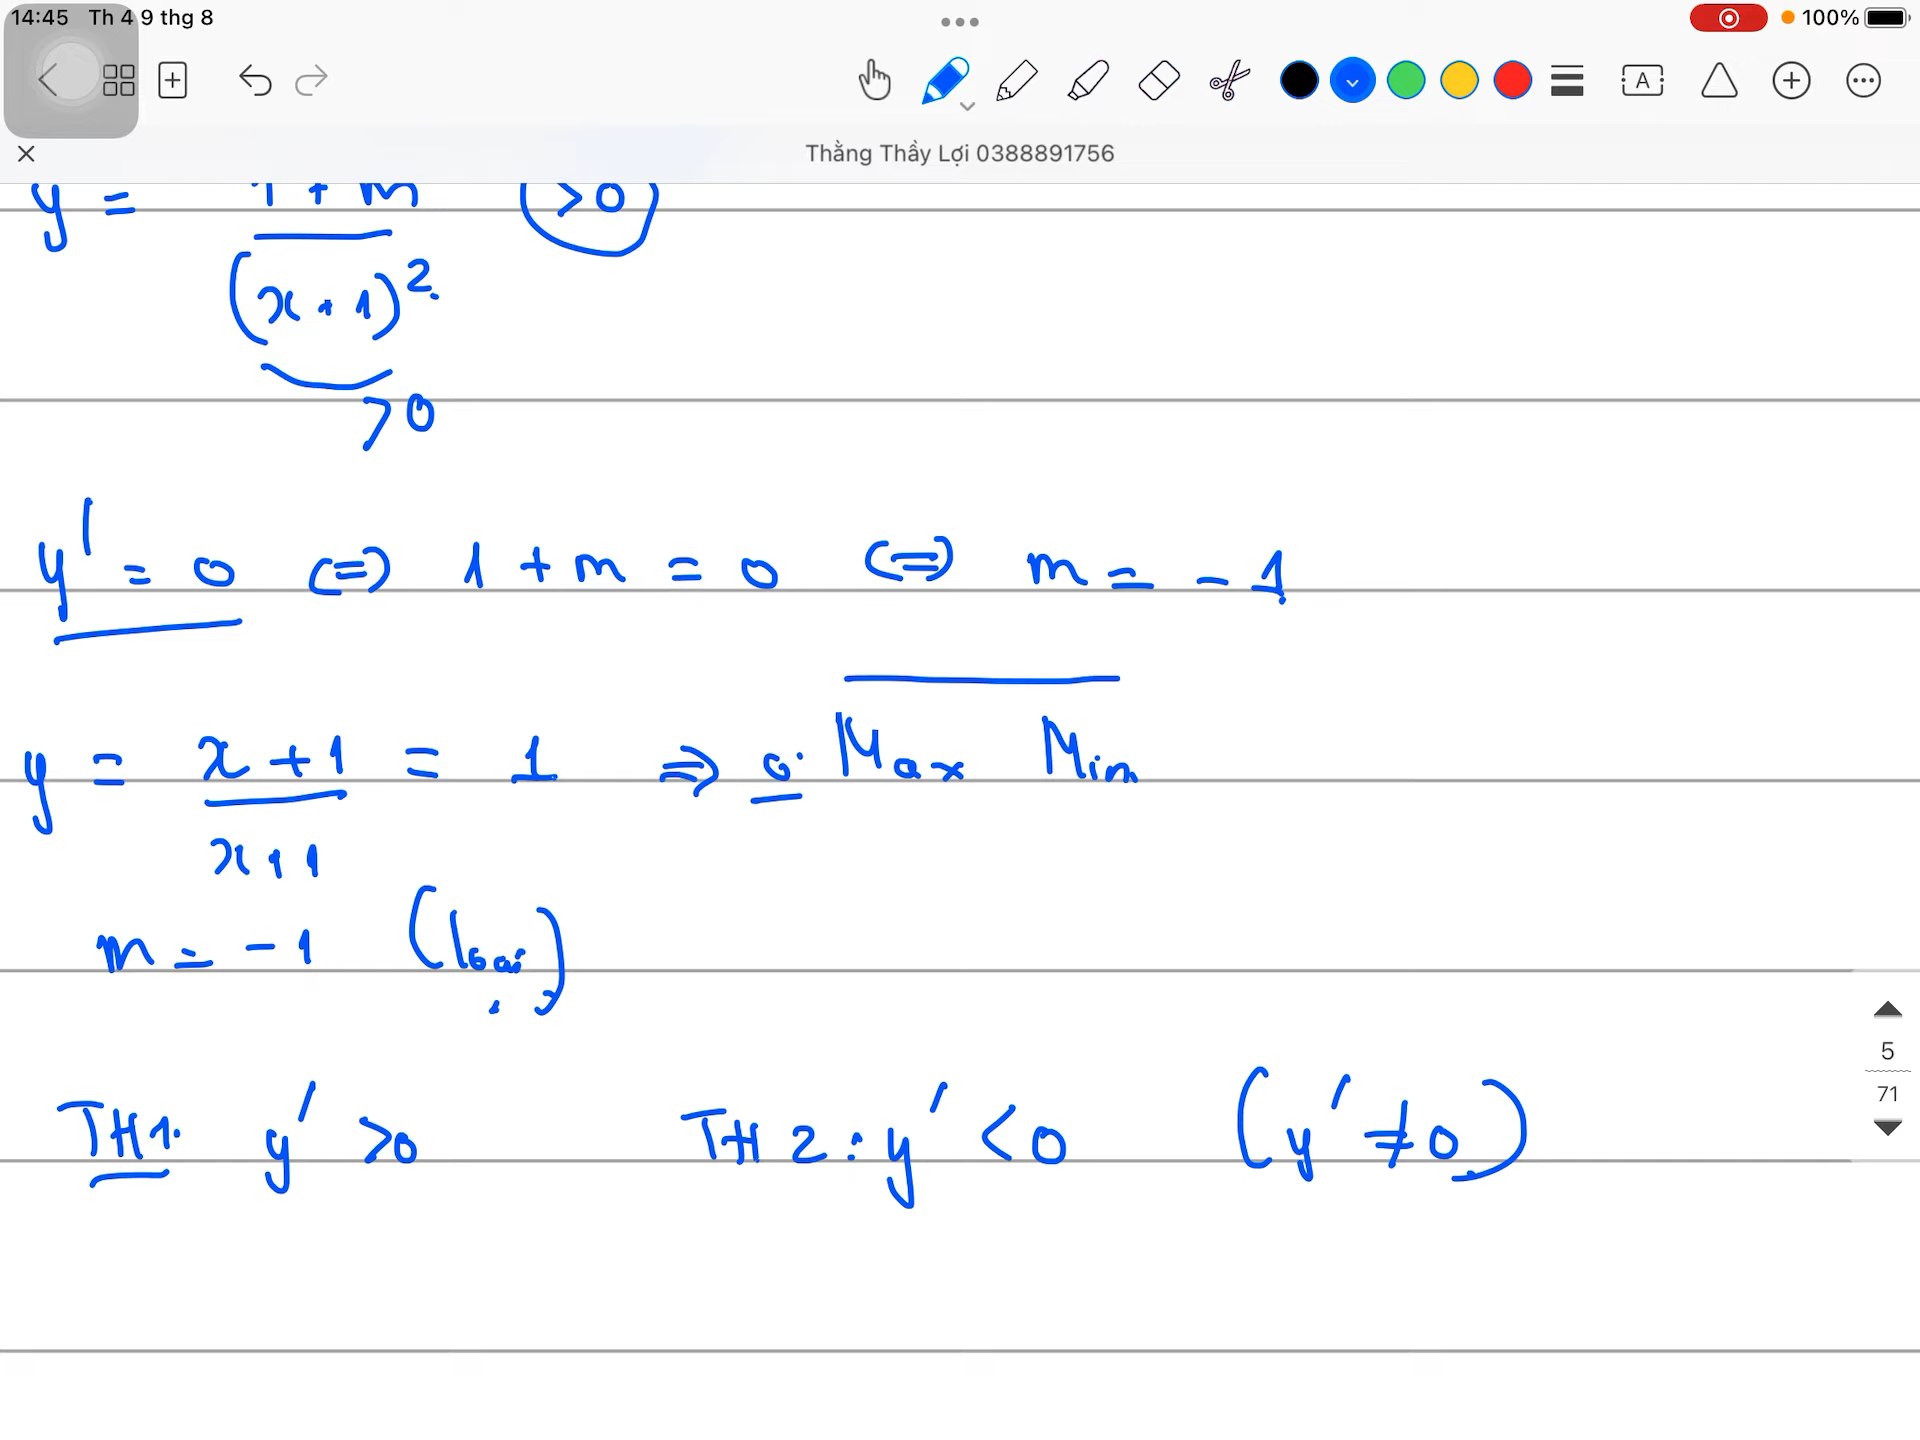 14:45 Th 4 9 thg 8
100%
A
Thằng Thầy Lợi 0388891756
y = 1 + m >0
(x + 1)²
>0
y' = 0 (=) 1 + m = 0 (=) m = - 1
y = x + 1 = 1 => Max Min
x + 1
m = - 1 (loại)
TH1: y' >0 TH 2 : y' < 0 (y' ≠ 0)
5
71